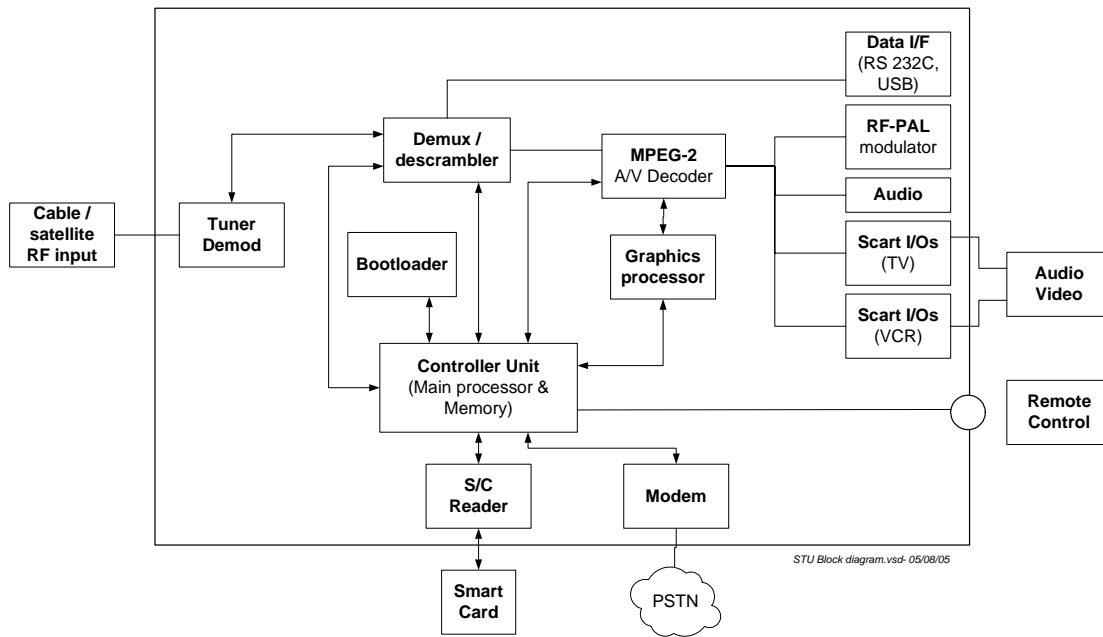 Data I/F
(RS 232C,
USB)
Demux /
descrambler
RF-PAL
modulator
MPEG-2
A/V Decoder
Audio
Cable /
satellite
RF input
Tuner
Demod
Bootloader
Graphics
processor
Scart I/Os
(TV)
Audio
Video
Scart I/Os
(VCR)
Controller Unit
(Main processor &
Memory)
Remote
Control
S/C
Reader
Modem
STU Block diagram.vsd- 05/08/05
Smart
Card
PSTN